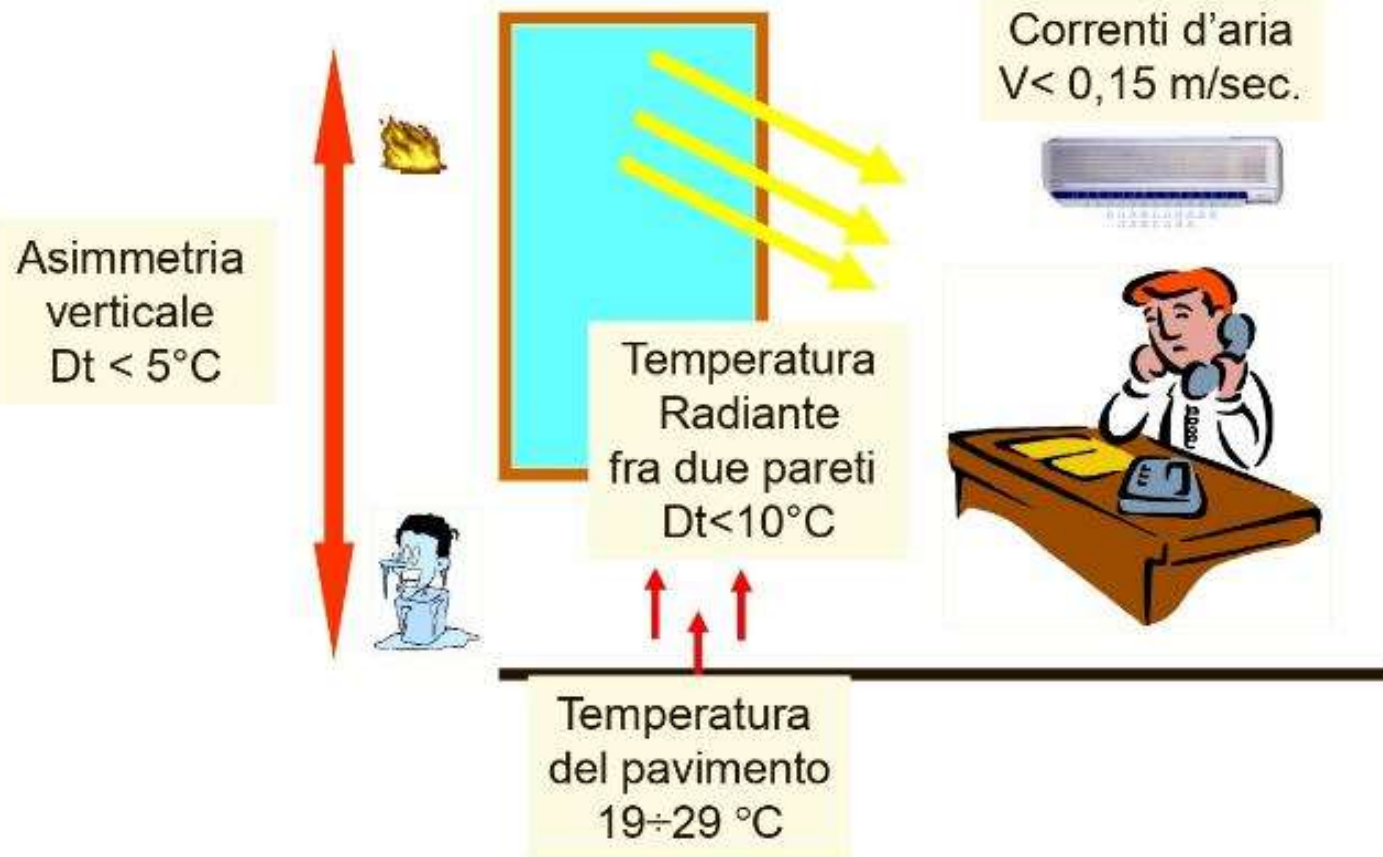 Correnti d'aria
V< 0,15 m/sec.
Asimmetria
verticale
Dt < 5°C
Temperatura
Radiante
fra due pareti
Dt<10°C
Temperatura
del pavimento
19÷29 °C